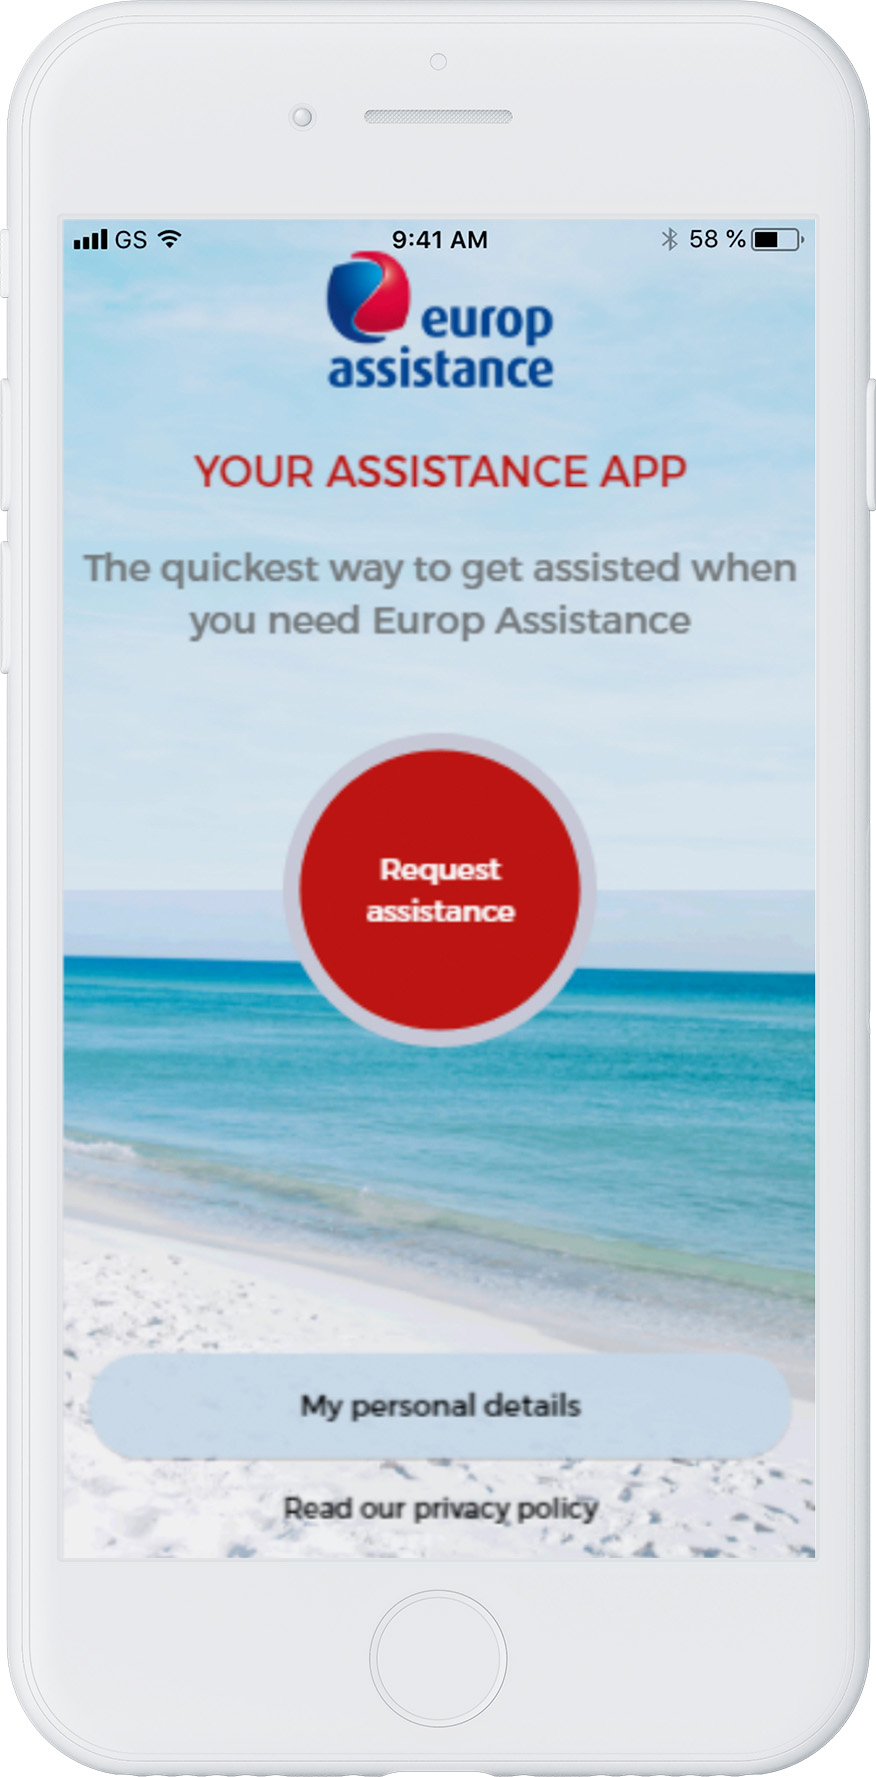 GS 9:41 AM 58 %
europ
assistance
YOUR ASSISTANCE APP
The quickest way to get assisted when
you need Europ Assistance
Request
assistance
My personal details
Read our privacy policy